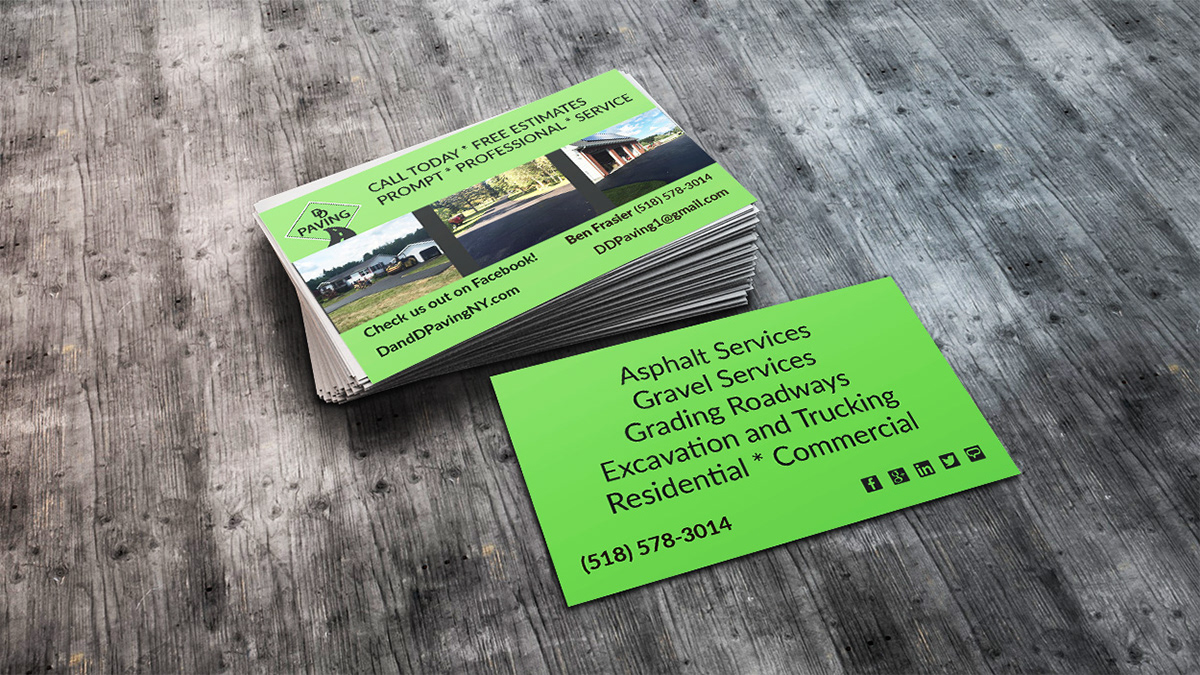 CALL TODAY * FREE ESTIMATES
PROMPT * PROFESSIONAL * SERVICE
DD
PAVING
Check us out on Facebook!
DandDPavingNY.com
Ben Frasier (518) 578-3014
DDPaving1@gmail.com
Asphalt Services
Gravel Services
Grading Roadways
Excavation and Trucking
Residential * Commercial
(518) 578-3014